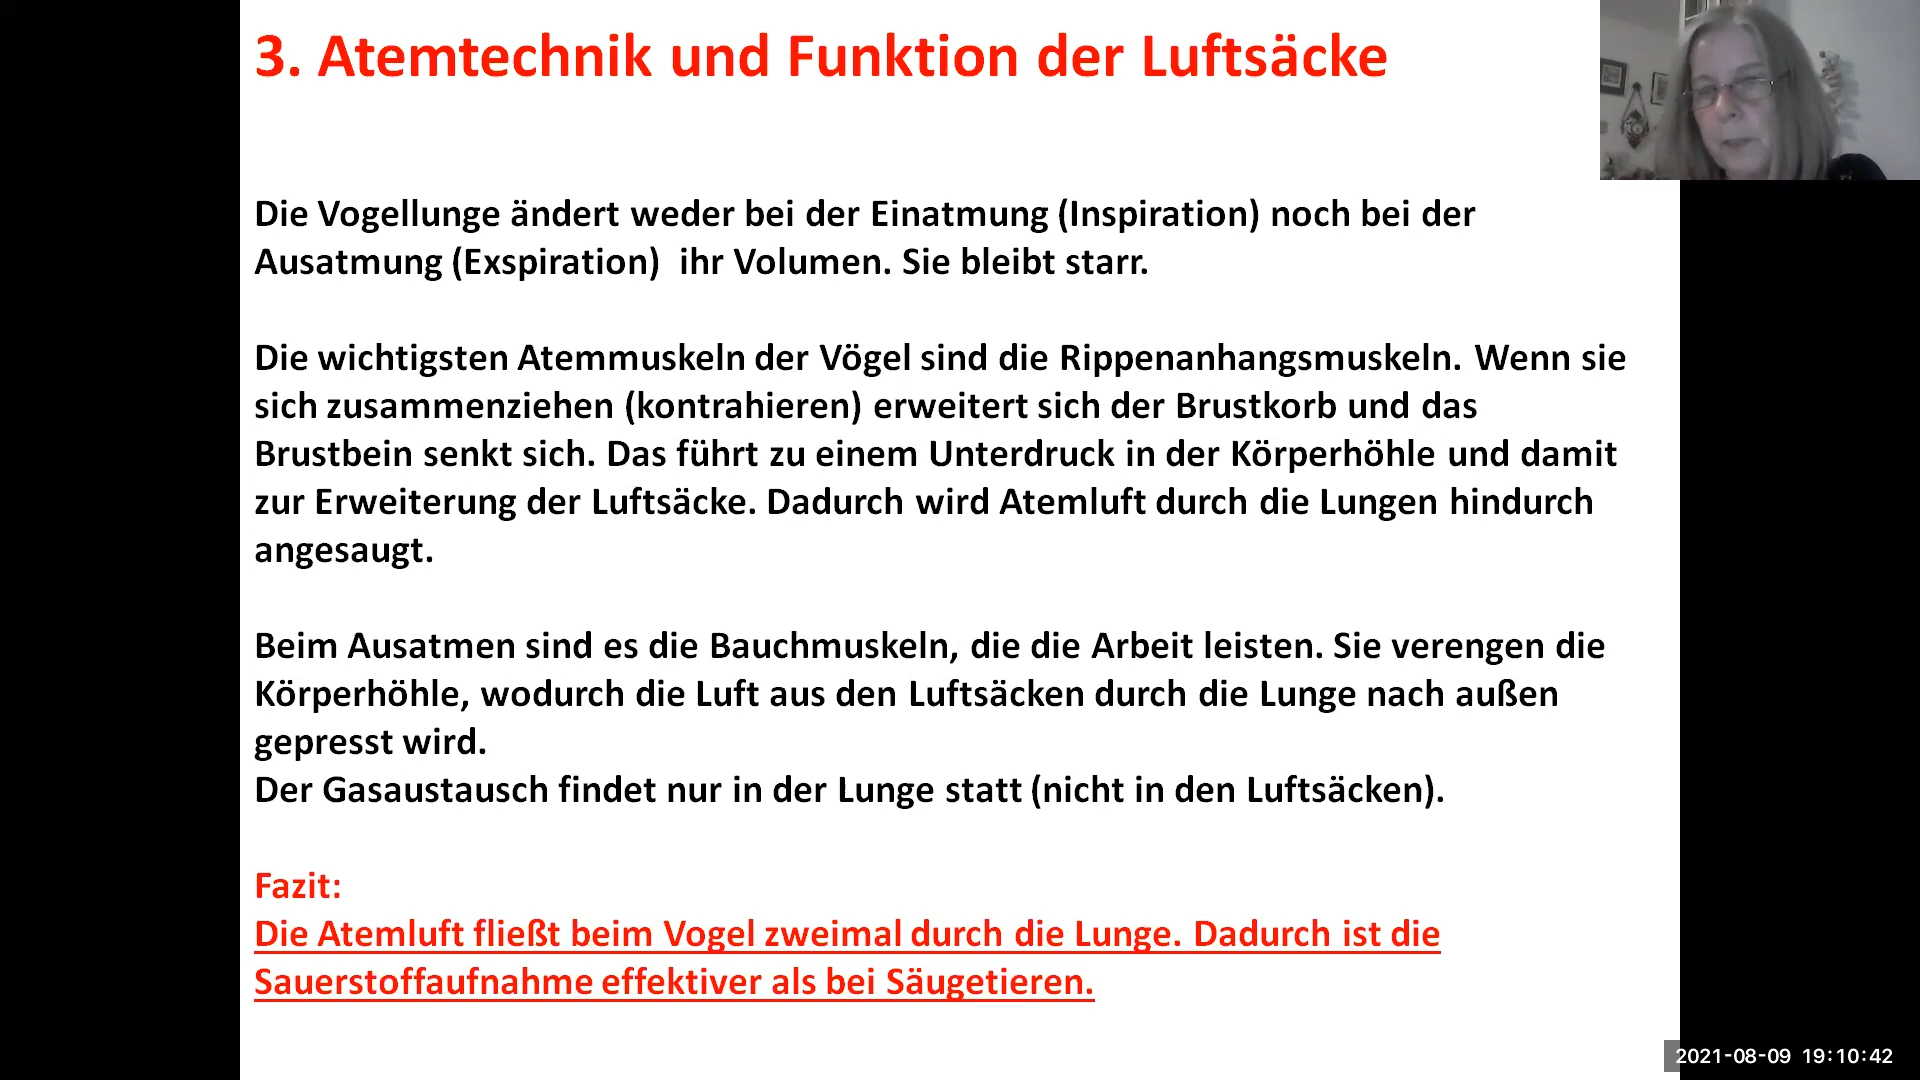 3. Atemtechnik und Funktion der Luftsäcke
Die Vogellunge ändert weder bei der Einatmung (Inspiration) noch bei der
Ausatmung (Exspiration)  ihr Volumen. Sie bleibt starr.
Die wichtigsten Atemmuskeln der Vögel sind die Rippenanhangsmuskeln. Wenn sie
sich zusammenziehen (kontrahieren) erweitert sich der Brustkorb und das
Brustbein senkt sich. Das führt zu einem Unterdruck in der Körperhöhle und damit
zur Erweiterung der Luftsäcke. Dadurch wird Atemluft durch die Lungen hindurch
angesaugt.
Beim Ausatmen sind es die Bauchmuskeln, die die Arbeit leisten. Sie verengen die
Körperhöhle, wodurch die Luft aus den Luftsäcken durch die Lunge nach außen
gepresst wird.
Der Gasaustausch findet nur in der Lunge statt (nicht in den Luftsäcken).
Fazit:
Die Atemluft fließt beim Vogel zweimal durch die Lunge. Dadurch ist die
Sauerstoffaufnahme effektiver als bei Säugetieren.
2021-08-09 19:10:42